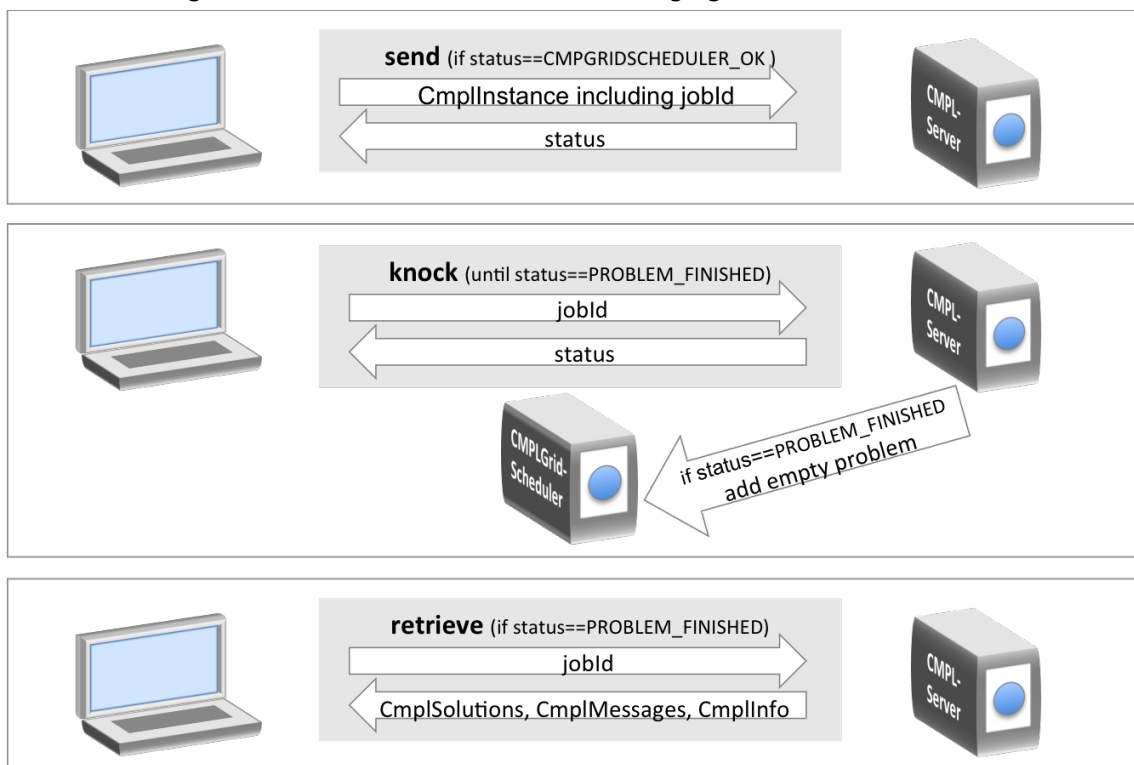 send (if status==CMPGRIDSCHEDULER_OK )
CmplInstance including jobId
status
CMPL-
Server
knock (until status==PROBLEM_FINISHED)
jobId
status
CMPL-
Server
if status==PROBLEM_FINISHED
add empty problem
CMPLGrid-
Scheduler
retrieve (if status==PROBLEM_FINISHED)
jobId
CmplSolutions, CmplMessages, CmplInfo
CMPL-
Server